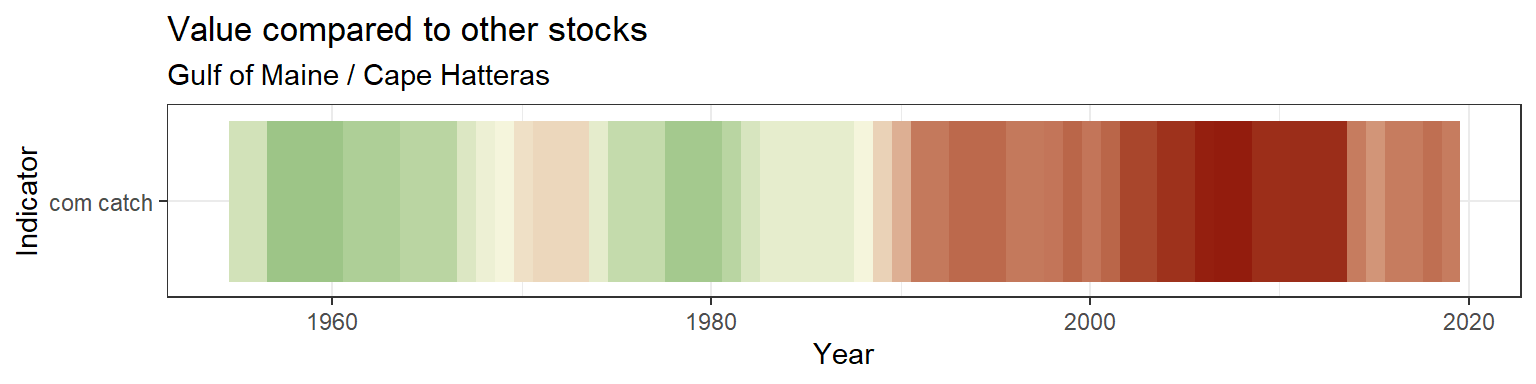 Value compared to other stocks
Gulf of Maine / Cape Hatteras
Indicator
com catch
1960 1980 2000 2020
Year